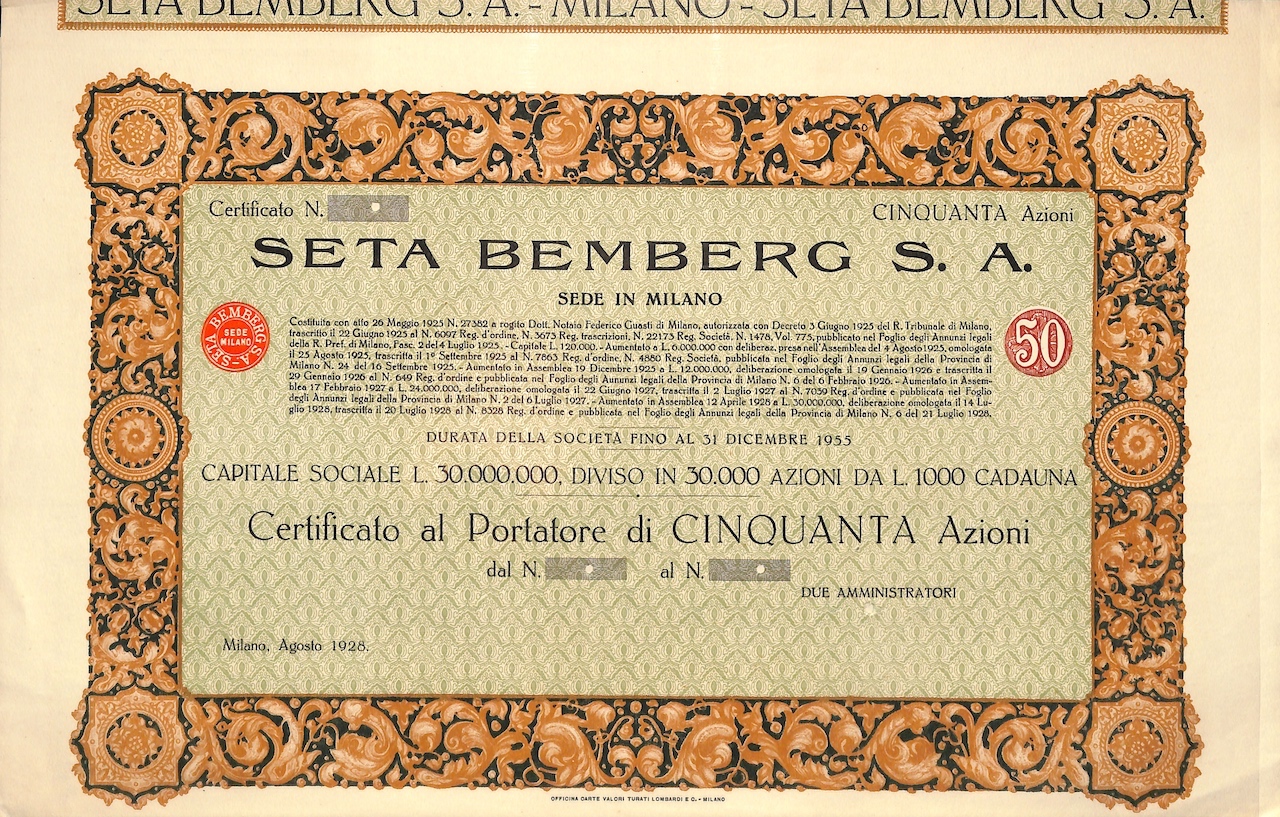 SETA BEMBERG S. A. - MILANO - SETA BEMBERG S. A.
Certificato N.
CINQUANTA Azioni
SETA BEMBERG S. A.
SEDE IN MILANO
BEMBERG S.A. - SETA
SEDE
MILANO
Costituita con atto 26 Maggio 1925 N. 27382 a rogito Dott. Notaio Federico Guasti di Milano, autorizzata con Decreto 3 Giugno 1925 del R. Tribunale di Milano,
trascritto il 22 Giugno 1925 al N. 6097 Reg. d'ordine, N. 3673 Reg. trascrizioni, N. 22173 Reg. Società, N. 1478, Vol. 775, pubblicato nel Foglio degli Annunzi legali
della R. Pref. di Milano, Fasc. 2 del 4 Luglio 1925. - Capitale L. 120.000. - Aumentato a L. 6.000.000 con deliberaz. presa nell'Assemblea del 4 Agosto 1925, omologata
il 25 Agosto 1925, trascritta il 1º Settembre 1925 al N. 7863 Reg. d'ordine, N. 4880 Reg. Società, pubblicata nel Foglio degli Annunzi legali della Provincia di
Milano N. 24 del 16 Settembre 1925. - Aumentato in Assemblea 19 Dicembre 1925 a L. 12.000.000, deliberazione omologata il 19 Gennaio 1926 e trascritta il
29 Gennaio 1926 al N. 649 Reg. d'ordine e pubblicata nel Foglio degli Annunzi legali della Provincia di Milano N. 6 del 6 Febbraio 1926. - Aumentato in Assem-
blea 17 Febbraio 1927 a L. 24.000.000, deliberazione omologata il 22 Giugno 1927, trascritta il 2 Luglio 1927 al N. 7039 Reg. d'ordine e pubblicata nel Foglio
degli Annunzi legali della Provincia di Milano N. 2 del 6 Luglio 1927. - Aumentato in Assemblea 12 Aprile 1928 a L. 30.000.000, deliberazione omologata il 14 Lu-
glio 1928, trascritta il 20 Luglio 1928 al N. 8328 Reg. d'ordine e pubblicata nel Foglio degli Annunzi legali della Provincia di Milano N. 6 del 21 Luglio 1928.
50
DURATA DELLA SOCIETÀ FINO AL 31 DICEMBRE 1955
CAPITALE SOCIALE L. 30.000.000, DIVISO IN 30.000 AZIONI DA L. 1000 CADAUNA
Certificato al Portatore di CINQUANTA Azioni
dal N. al N.
DUE AMMINISTRATORI
Milano, Agosto 1928.
OFFICINA CARTE VALORI TURATI LOMBARDI E C. - MILANO